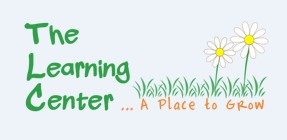 The
Learning
Center ... A Place to Grow